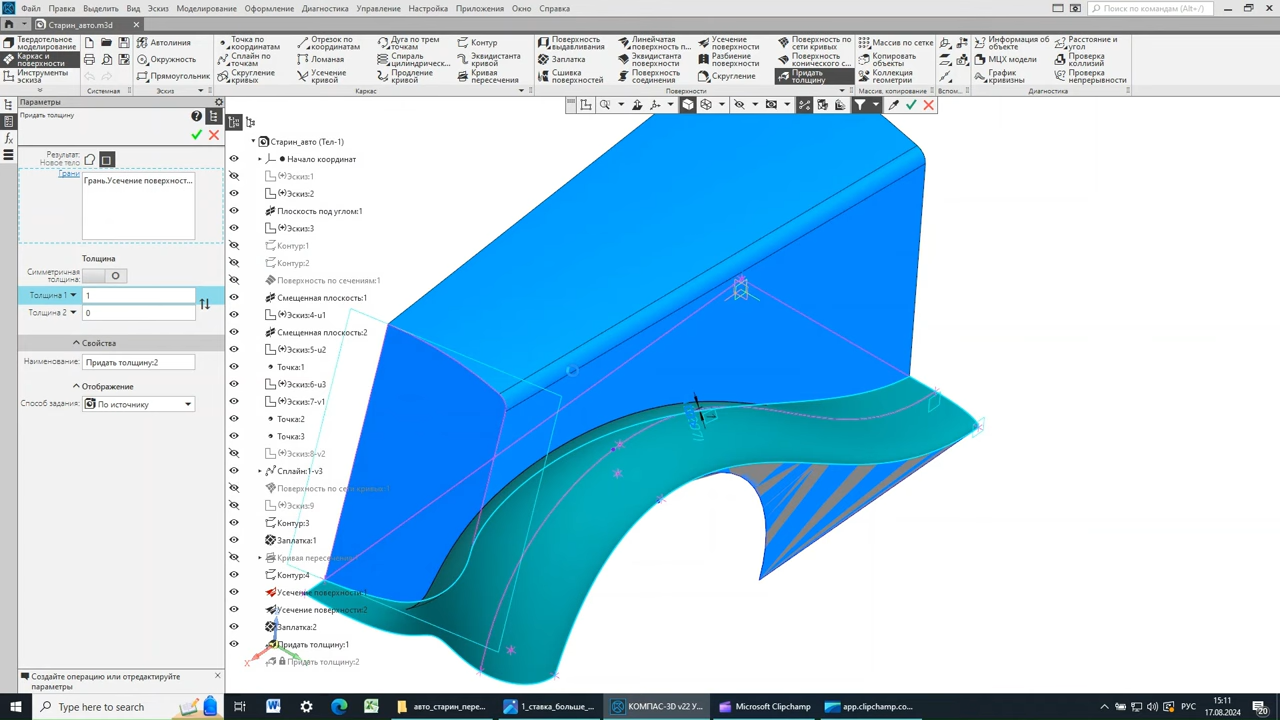 Файл Правка Выделить Вид Эскиз Моделирование Оформление Диагностика Управление Настройка Приложения Окно Справка
Поиск по командам (Alt+/)
Старин_авто.m3d
Твердотельное моделирование
Каркас и поверхности
Инструменты эскиза
Системная
Автолиния
Окружность
Прямоугольник
Точка по координатам
Сплайн по точкам
Скругление кривых
Отрезок по координатам
Ломаная
Усечение кривой
Дуга по трем точкам
Спираль цилиндрическ...
Продление кривой
Контур
Эквидистанта кривой
Кривая пересечения
Каркас
Поверхность выдавливания
Заплатка
Сшивка поверхностей
Линейчатая поверхность п...
Эквидистанта поверхности
Поверхность соединения
Усечение поверхности
Разбиение поверхности
Скругление
Поверхность по сети кривых
Поверхность конического с...
Придать толщину
Поверхности
Массив по сетке
Копировать объекты
Коллекция геометрии
Массив, копирование
Вспом...
Информация об объекте
МЦХ модели
График кривизны
Расстояние и угол
Проверка коллизий
Проверка непрерывности
Диагностика
Параметры
Придать толщину
Результат:
Новое тело
Грани
Грань.Усечение поверхност...
Толщина
Симметричная толщина:
Толщина 1 1
Толщина 2 0
Свойства
Наименование: Придать толщину:2
Отображение
Способ задания: По источнику
Создайте операцию или отредактируйте параметры
Старин_авто (Тел-1)
Начало координат
Эскиз:1
(+)Эскиз:2
Плоскость под углом:1
(+)Эскиз:3
Контур:1
Контур:2
Поверхность по сечениям:1
Смещенная плоскость:1
(+)Эскиз:4-u1
Смещенная плоскость:2
(+)Эскиз:5-u2
Точка:1
(+)Эскиз:6-u3
(+)Эскиз:7-v1
Точка:2
Точка:3
(+)Эскиз:8-v2
Сплайн:1-v3
Поверхность по сети кривых:1
(+)Эскиз:9
Контур:3
Заплатка:1
Кривая пересечения:1
Контур:4
Усечение поверхности:1
Усечение поверхности:2
Заплатка:2
Придать толщину:1
Придать толщину:2
X
Type here to search
авто_старин_пере...
1_ставка_больше_...
КОМПАС-3D v22 У...
Microsoft Clipchamp
app.clipchamp.co...
РУС
15:11
17.08.2024